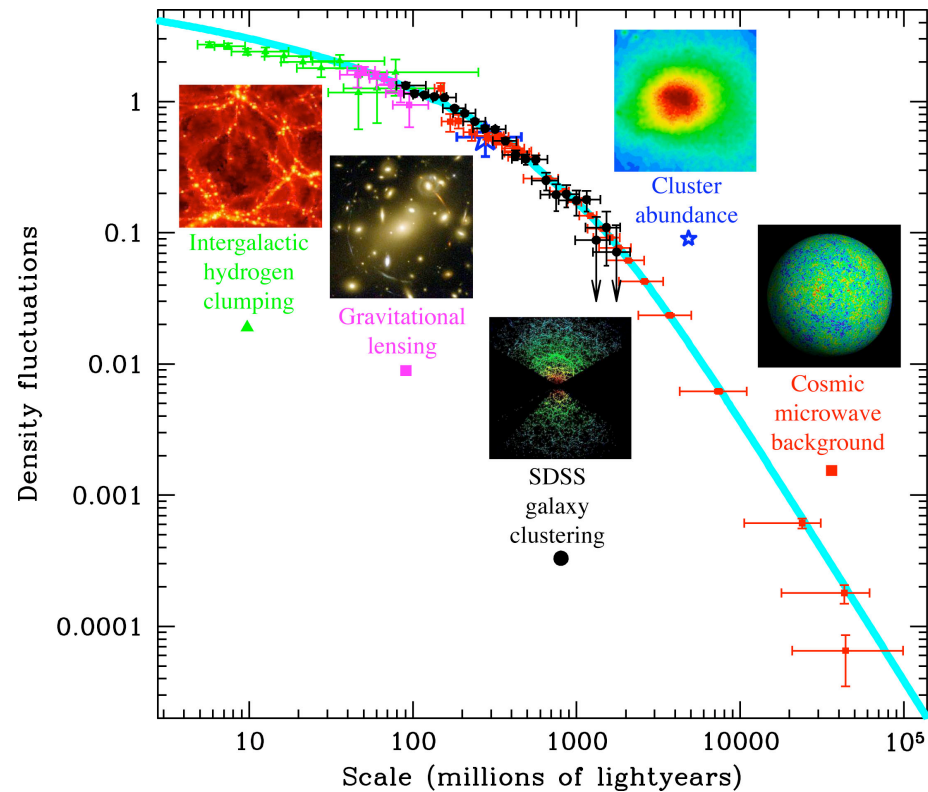 Density fluctuations
1
0.1
0.01
0.001
0.0001
Intergalactic
hydrogen
clumping
Gravitational
lensing
SDSS
galaxy
clustering
Cluster
abundance
Cosmic
microwave
background
10
100
1000
10000
10⁵
Scale (millions of lightyears)